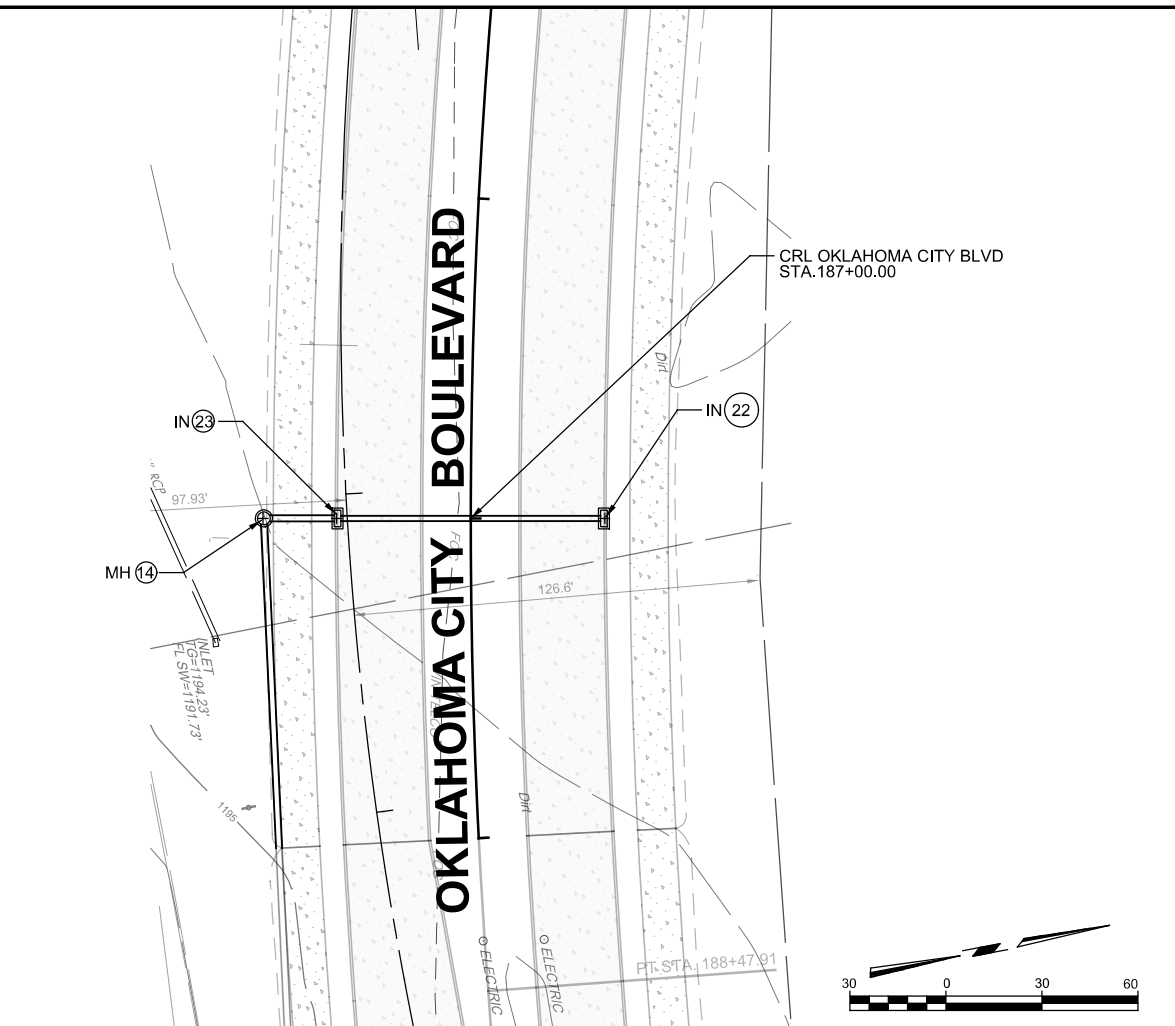 CRL OKLAHOMA CITY BLVD
STA.187+00.00
OKLAHOMA CITY BOULEVARD
IN 23
IN 22
MH 14
" RCP
97.93'
126.6'
Dirt
INLET
TG=1194.23'
FL SW=1191.73'
1195
Dirt
ELECTRIC
ELECTRIC
PT STA. 188+47.91
30 0 30 60